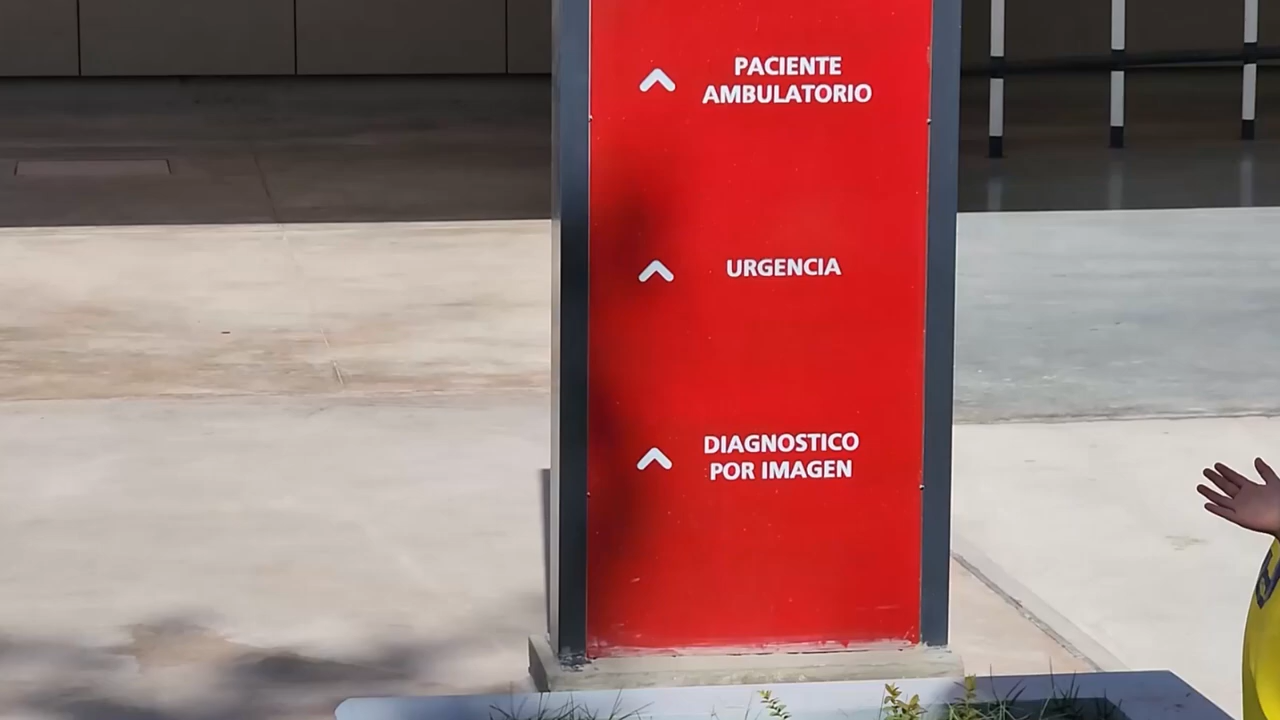 PACIENTE
AMBULATORIO
URGENCIA
DIAGNOSTICO
POR IMAGEN